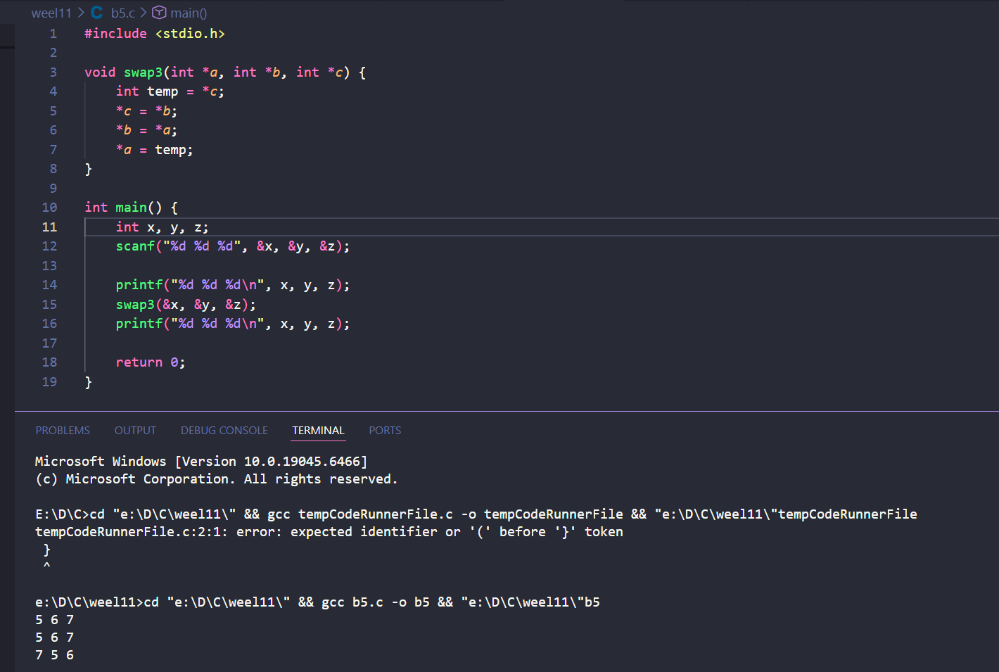 weel11 > C b5.c > main()
1 #include <stdio.h>
2
3 void swap3(int *a, int *b, int *c) {
4     int temp = *c;
5     *c = *b;
6     *b = *a;
7     *a = temp;
8 }
9
10 int main() {
11     int x, y, z;
12     scanf("%d %d %d", &x, &y, &z);
13
14     printf("%d %d %d\n", x, y, z);
15     swap3(&x, &y, &z);
16     printf("%d %d %d\n", x, y, z);
17
18     return 0;
19 }
PROBLEMS OUTPUT DEBUG CONSOLE TERMINAL PORTS
Microsoft Windows [Version 10.0.19045.6466]
(c) Microsoft Corporation. All rights reserved.
E:\D\C>cd "e:\D\C\weel11\" && gcc tempCodeRunnerFile.c -o tempCodeRunnerFile && "e:\D\C\weel11\"tempCodeRunnerFile
tempCodeRunnerFile.c:2:1: error: expected identifier or '(' before '}' token
 }
 ^
e:\D\C\weel11>cd "e:\D\C\weel11\" && gcc b5.c -o b5 && "e:\D\C\weel11\"b5
5 6 7
5 6 7
7 5 6